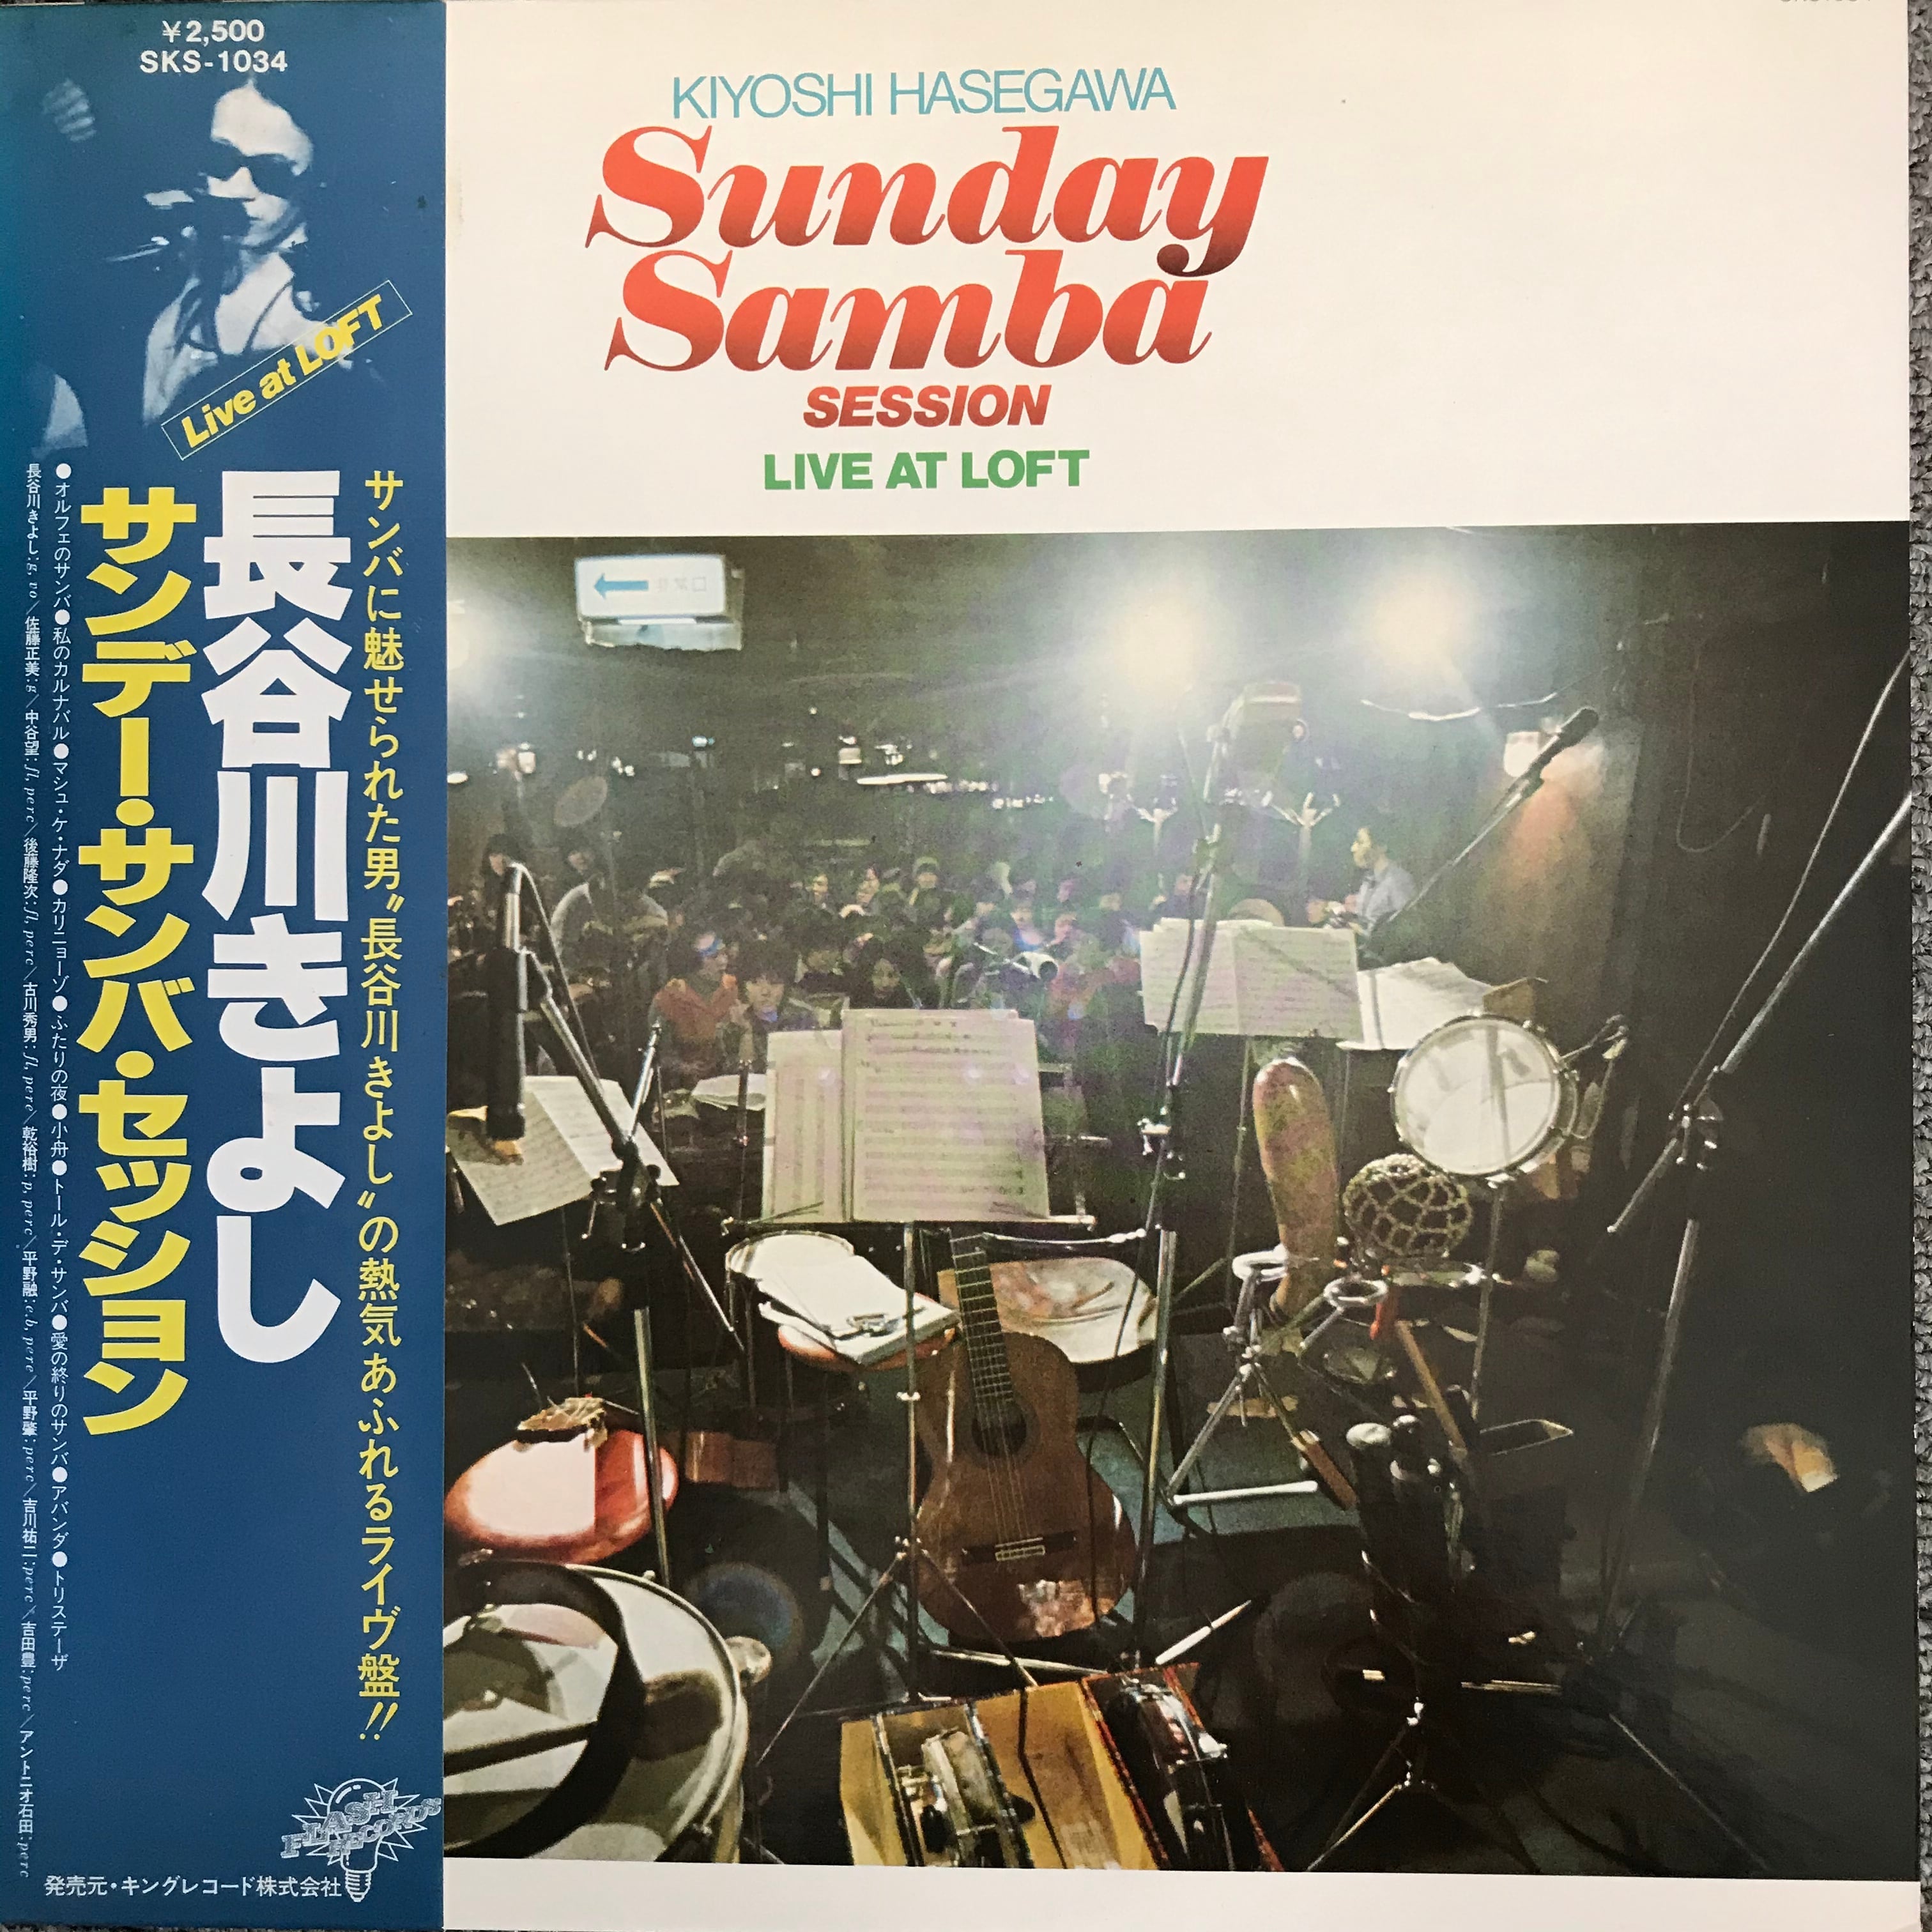 ¥2,500
SKS-1034
Live at LOFT
サンバに魅せられた男〝長谷川きよし〟の熱気あふれるライヴ盤!!
長谷川きよし
サンデー・サンバ・セッション
●オルフェのサンバ●私のカルナバル●マシュ・ケ・ナダ●カリニョーゾ●ふたりの夜●小舟●トール・デ・サンバ●愛の終りのサンバ●アバンダ●トリステーザ
長谷川きよし:g, vo/佐藤正美:g/中谷望:fl, perc/後藤隆次:fl, perc/古川秀男:fl, perc/乾裕樹:p, perc/平野融:e.b, perc/平野肇:perc/吉川祐二:perc/吉田豊:perc/アントニオ石田:perc
FLASH
RECORDS
発売元・キングレコード株式会社
KIYOSHI HASEGAWA
Sunday
Samba
SESSION
LIVE AT LOFT
非常口